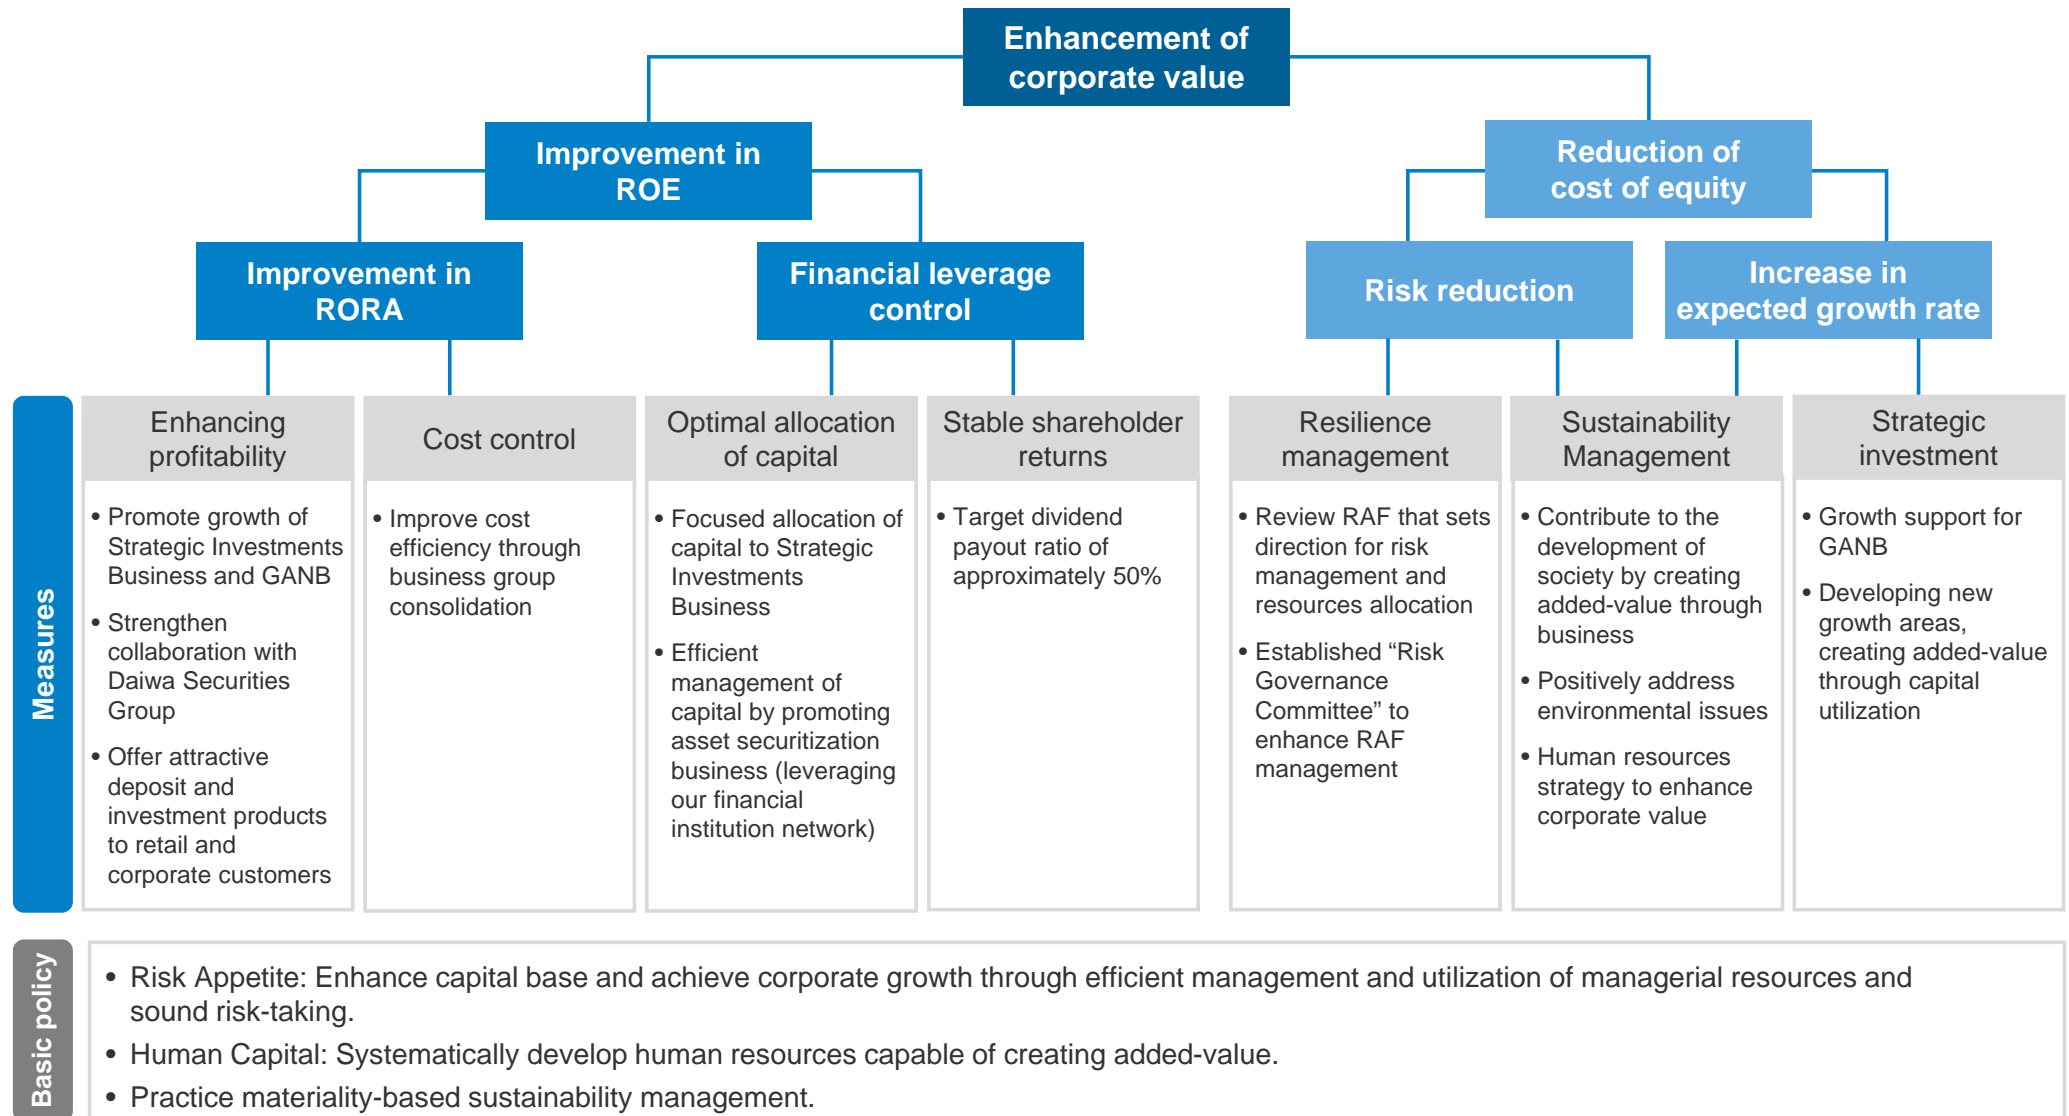 Enhancement of
corporate value
Improvement in
ROE
Reduction of
cost of equity
Improvement in
RORA
Financial leverage
control
Risk reduction
Increase in
expected growth rate
Measures
Enhancing
profitability
• Promote growth of
Strategic Investments
Business and GANB
• Strengthen
collaboration with
Daiwa Securities
Group
• Offer attractive
deposit and
investment products
to retail and
corporate customers
Cost control
• Improve cost
efficiency through
business group
consolidation
Optimal allocation
of capital
• Focused allocation of
capital to Strategic
Investments
Business
• Efficient
management of
capital by promoting
asset securitization
business (leveraging
our financial
institution network)
Stable shareholder
returns
• Target dividend
payout ratio of
approximately 50%
Resilience
management
• Review RAF that sets
direction for risk
management and
resources allocation
• Established “Risk
Governance
Committee” to
enhance RAF
management
Sustainability
Management
• Contribute to the
development of
society by creating
added-value through
business
• Positively address
environmental issues
• Human resources
strategy to enhance
corporate value
Strategic
investment
• Growth support for
GANB
• Developing new
growth areas,
creating added-value
through capital
utilization
Basic policy
• Risk Appetite: Enhance capital base and achieve corporate growth through efficient management and utilization of managerial resources and
sound risk-taking.
• Human Capital: Systematically develop human resources capable of creating added-value.
• Practice materiality-based sustainability management.